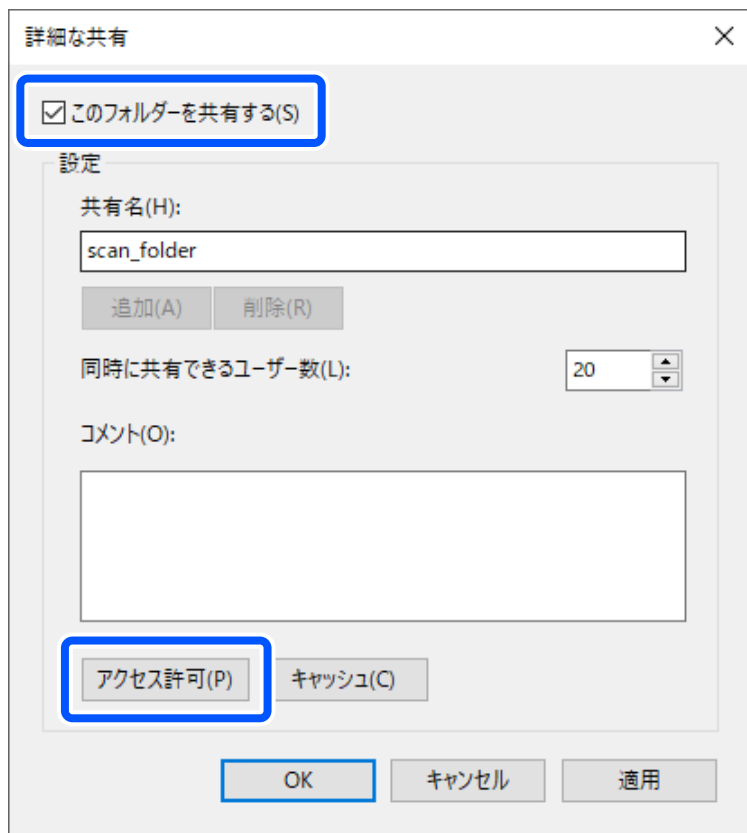 詳細な共有
このフォルダーを共有する(S)
設定
共有名(H):
scan_folder
追加(A) 削除(R)
同時に共有できるユーザー数(L): 20
コメント(O):
アクセス許可(P) キャッシュ(C)
OK キャンセル 適用